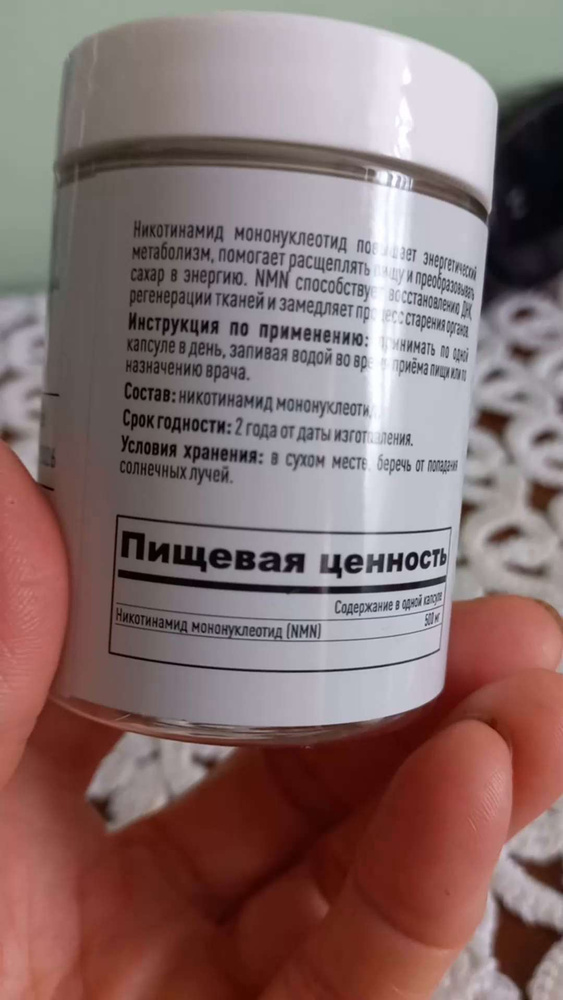 Никотинамид мононуклеотид повышает энергетический
метаболизм, помогает расщеплять пищу и преобразовывать
сахар в энергию. NMN способствует восстановлению ДНК,
регенерации тканей и замедляет процесс старения органов.
Инструкция по применению: принимать по одной
капсуле в день, запивая водой во время приёма пищи или по
назначению врача.
Состав: никотинамид мононуклеотид
Срок годности: 2 года от даты изготовления.
Условия хранения: в сухом месте, беречь от попадания
солнечных лучей.
Пищевая ценность
Содержание в одной капсуле
Никотинамид мононуклеотид (NMN) 500 мг